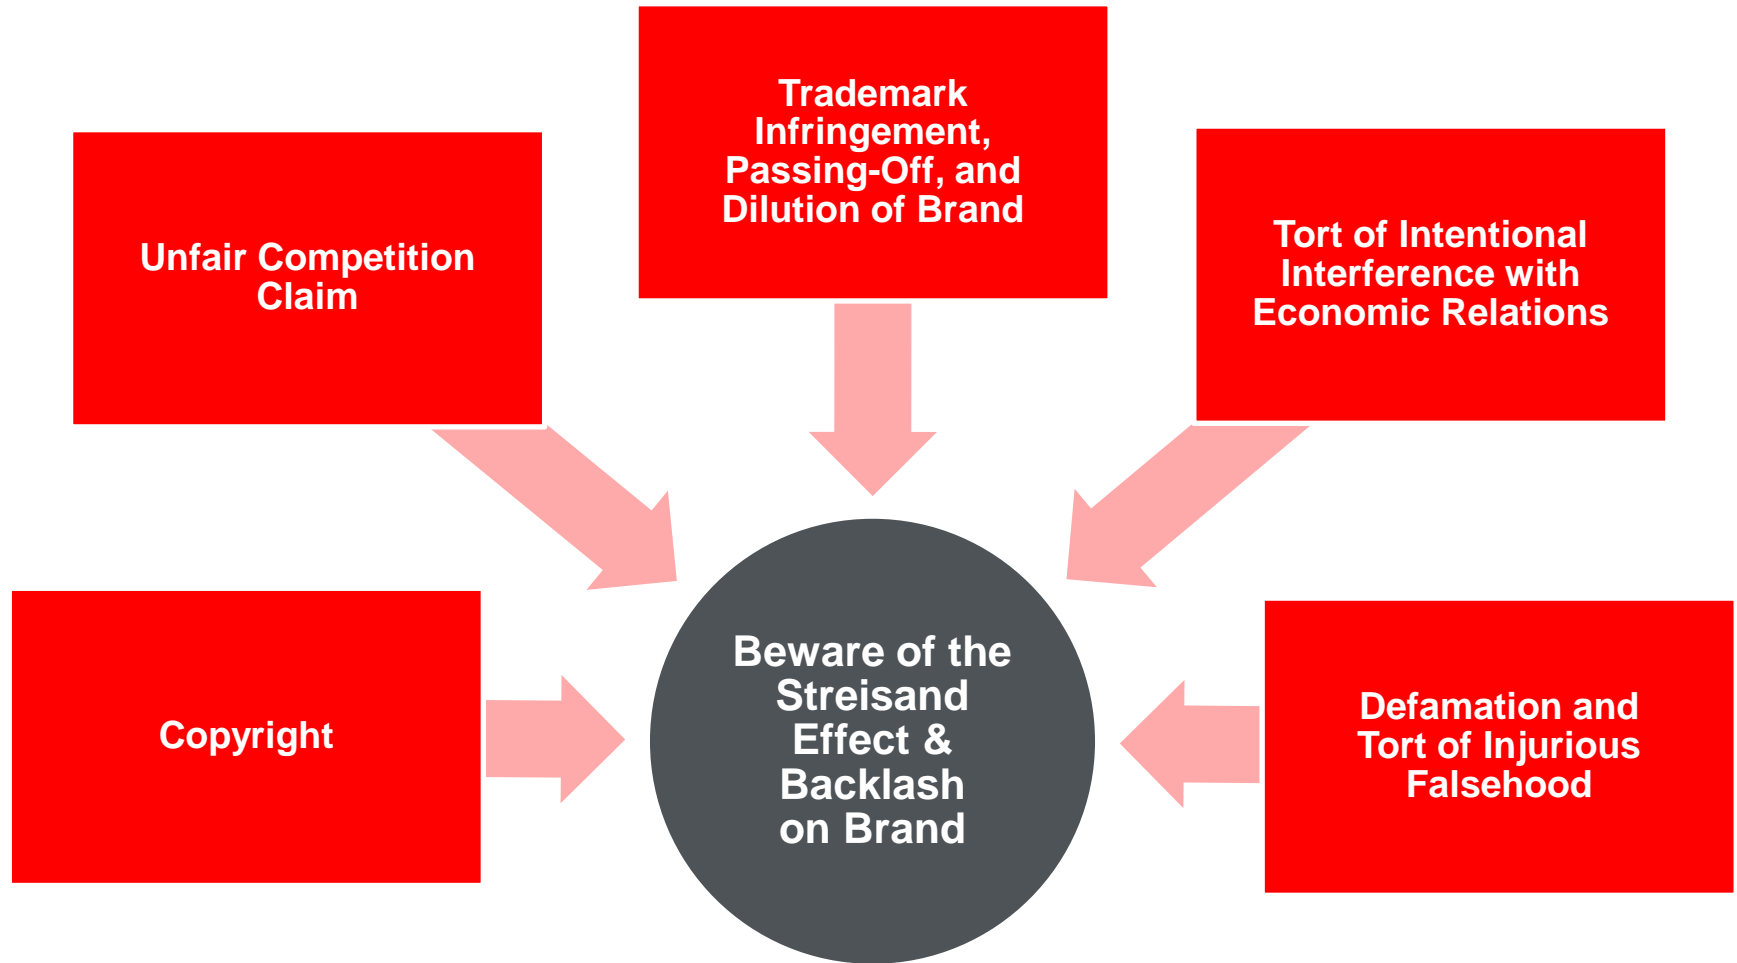 Trademark
Infringement,
Passing-Off, and
Dilution of Brand
Unfair Competition
Claim
Tort of Intentional
Interference with
Economic Relations
Copyright
Beware of the
Streisand
Effect &
Backlash
on Brand
Defamation and
Tort of Injurious
Falsehood